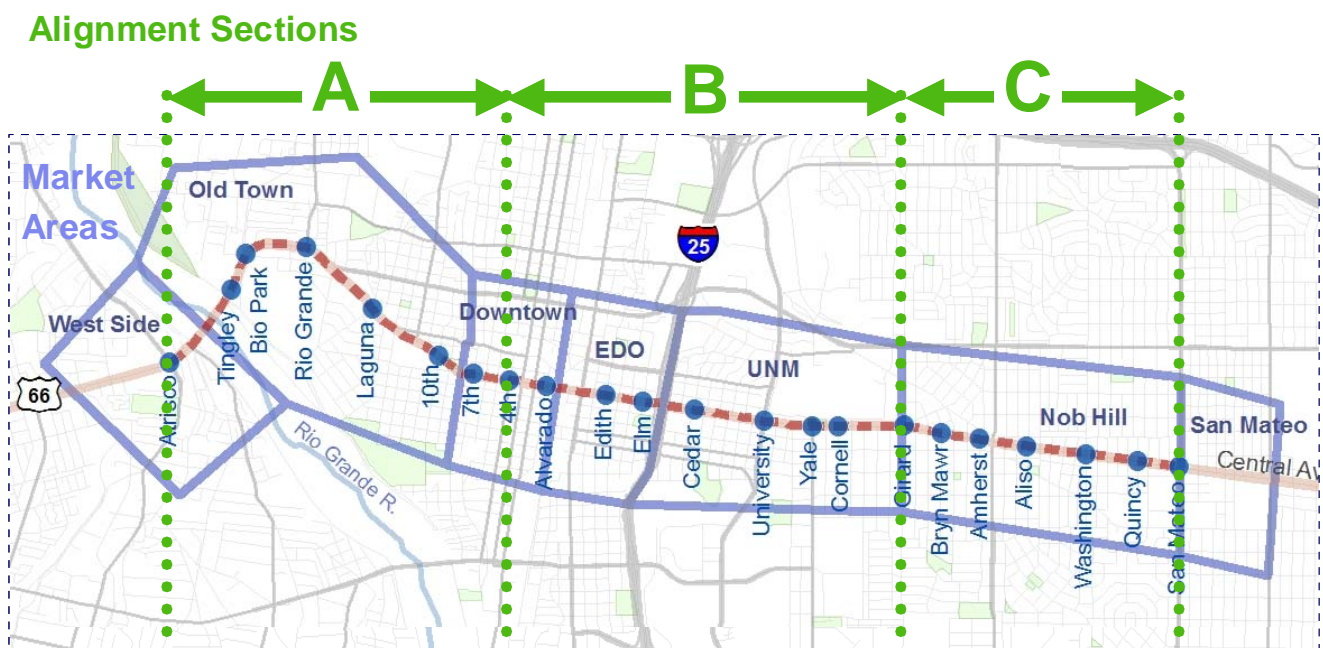 Alignment Sections
A
B
C
Market
Areas
Old Town
25
West Side
Downtown
EDO
UNM
Nob Hill
San Mateo
66
Central Av
Rio Grande R.
Atrisco
Tingley
Bio Park
Rio Grande
Laguna
10th
7th
4th
Alvarado
Edith
Elm
Cedar
University
Yale
Cornell
Girard
Bryn Mawr
Amherst
Aliso
Washington
Quincy
San Mateo